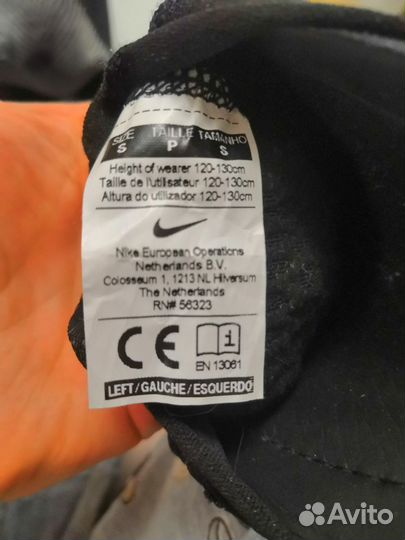 SIZE TAILLE TAMANHO
S P S
Height of wearer 120-130cm
Taille de l'utilisateur 120-130cm
Altura do utilizador 120-130cm
Nike European Operations
Netherlands B.V.
Colosseum 1, 1213 NL Hilversum
The Netherlands
RN# 56323
CE i
EN 13061
LEFT/GAUCHE/ESQUERDO
Avito